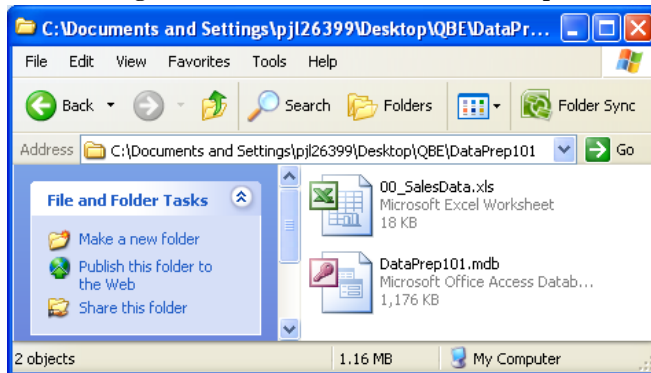 C:\Documents and Settings\pjl26399\Desktop\QBE\DataPr...
File Edit View Favorites Tools Help
Back Search Folders Folder Sync
Address C:\Documents and Settings\pjl26399\Desktop\QBE\DataPrep101 Go
File and Folder Tasks
Make a new folder
Publish this folder to
the Web
Share this folder
00_SalesData.xls
Microsoft Excel Worksheet
18 KB
DataPrep101.mdb
Microsoft Office Access Datab...
1,176 KB
2 objects 1.16 MB My Computer